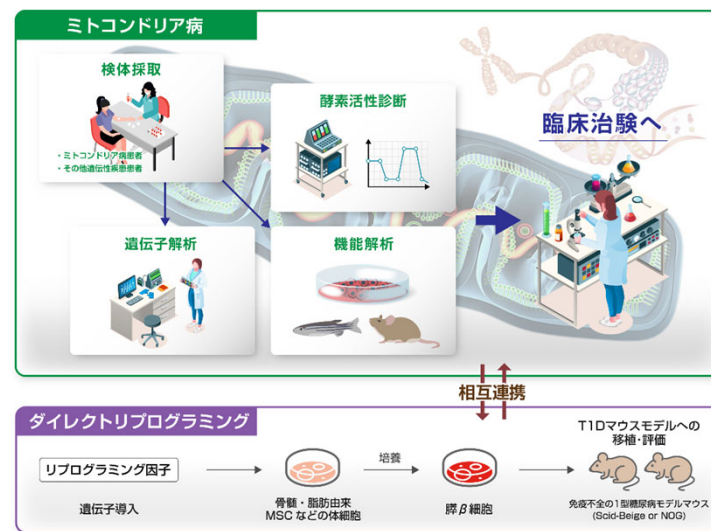 ミトコンドリア病
検体採取
・ミトコンドリア病患者
・その他遺伝性疾患患者
酵素活性診断
臨床治験へ
遺伝子解析
機能解析
相互連携
ダイレクトリプログラミング
リプログラミング因子
遺伝子導入
骨髄・脂肪由来
MSCなどの体細胞
培養
膵β細胞
T1Dマウスモデルへの
移植・評価
免疫不全の1型糖尿病モデルマウス
(Scid-Beige or NOG)